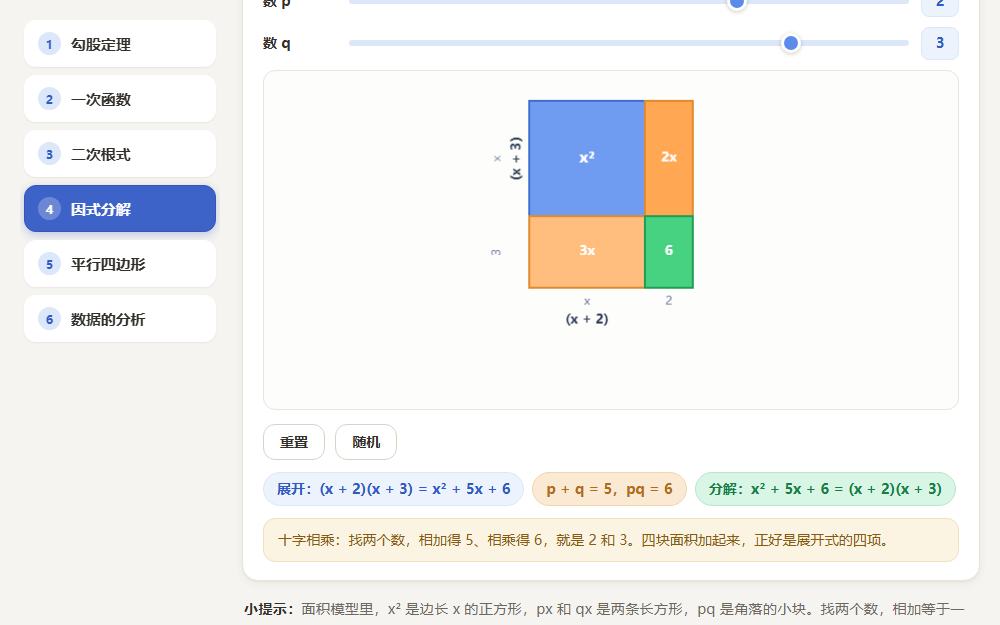 数 p
2
数 q
3
1 勾股定理
2 一次函数
3 二次根式
4 因式分解
5 平行四边形
6 数据的分析
x
(x + 3)
x²
2x
3
3x
6
x
2
(x + 2)
重置
随机
展开：(x + 2)(x + 3) = x² + 5x + 6
p + q = 5，pq = 6
分解：x² + 5x + 6 = (x + 2)(x + 3)
十字相乘：找两个数，相加得 5、相乘得 6，就是 2 和 3。四块面积加起来，正好是展开式的四项。
小提示：面积模型里，x² 是边长 x 的正方形，px 和 qx 是两条长方形，pq 是角落的小块。找两个数，相加等于一